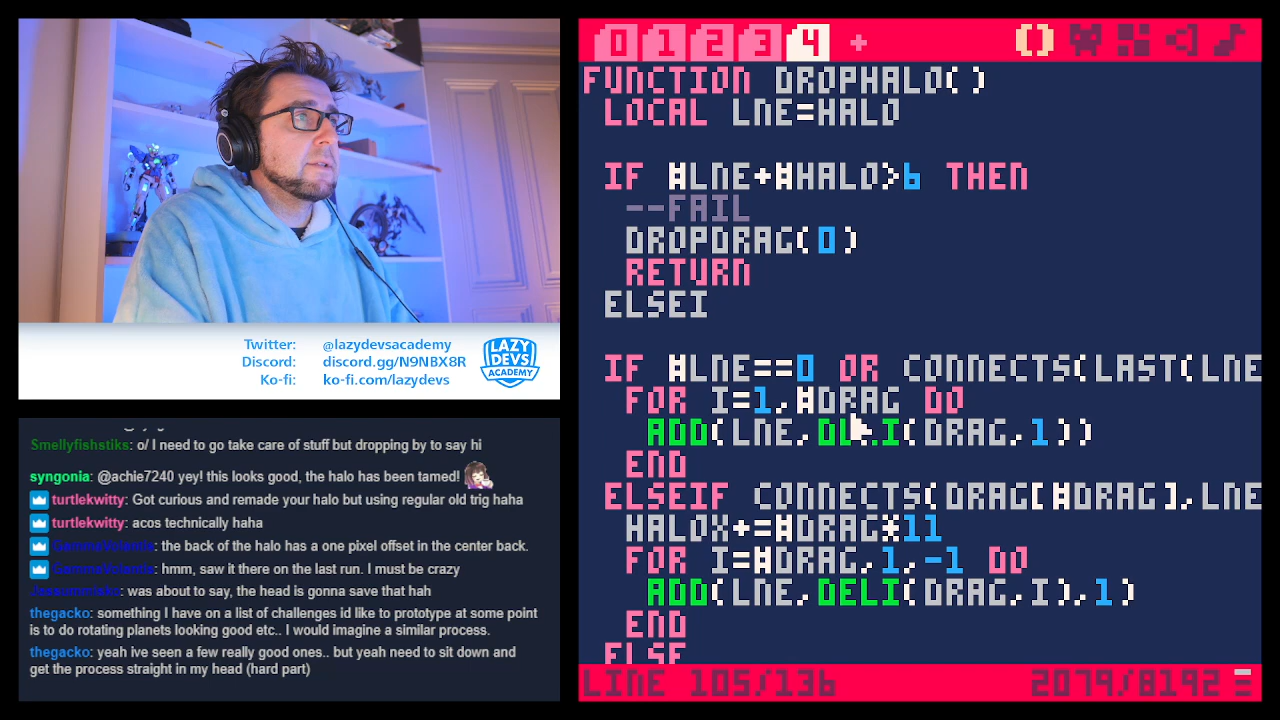 0 1 2 3 4 +
FUNCTION DROPHALO()
LOCAL LNE=HALO
IF #LNE+#HALO>6 THEN
--FAIL
DROPDRAG(0)
RETURN
ELSEI
IF #LNE==0 OR CONNECTS(LAST(LNE
FOR I=1,#DRAG DO
ADD(LNE,DELI(DRAG,1))
END
ELSEIF CONNECTS(DRAG[#DRAG],LNE
HALOX+=#DRAG*11
FOR I=#DRAG,1,-1 DO
ADD(LNE,DELI(DRAG,I),1)
END
ELSE
LINE 105/136 2079/8192
Twitter: @lazydevsacademy
Discord: discord.gg/N9NBX8R
Ko-fi: ko-fi.com/lazydevs
LAZY
DEVS
ACADEMY
Smellyfishstiks: o/ I need to go take care of stuff but dropping by to say hi
syngonia: @achie7240 yey! this looks good, the halo has been tamed!
turtlekwitty: Got curious and remade your halo but using regular old trig haha
turtlekwitty: acos technically haha
the back of the halo has a one pixel offset in the center back.
hmm, saw it there on the last run. I must be crazy
was about to say, the head is gonna save that hah
thegacko: something I have on a list of challenges id like to prototype at some point
is to do rotating planets looking good etc.. I would imagine a similar process.
thegacko: yeah ive seen a few really good ones.. but yeah need to sit down and
get the process straight in my head (hard part)